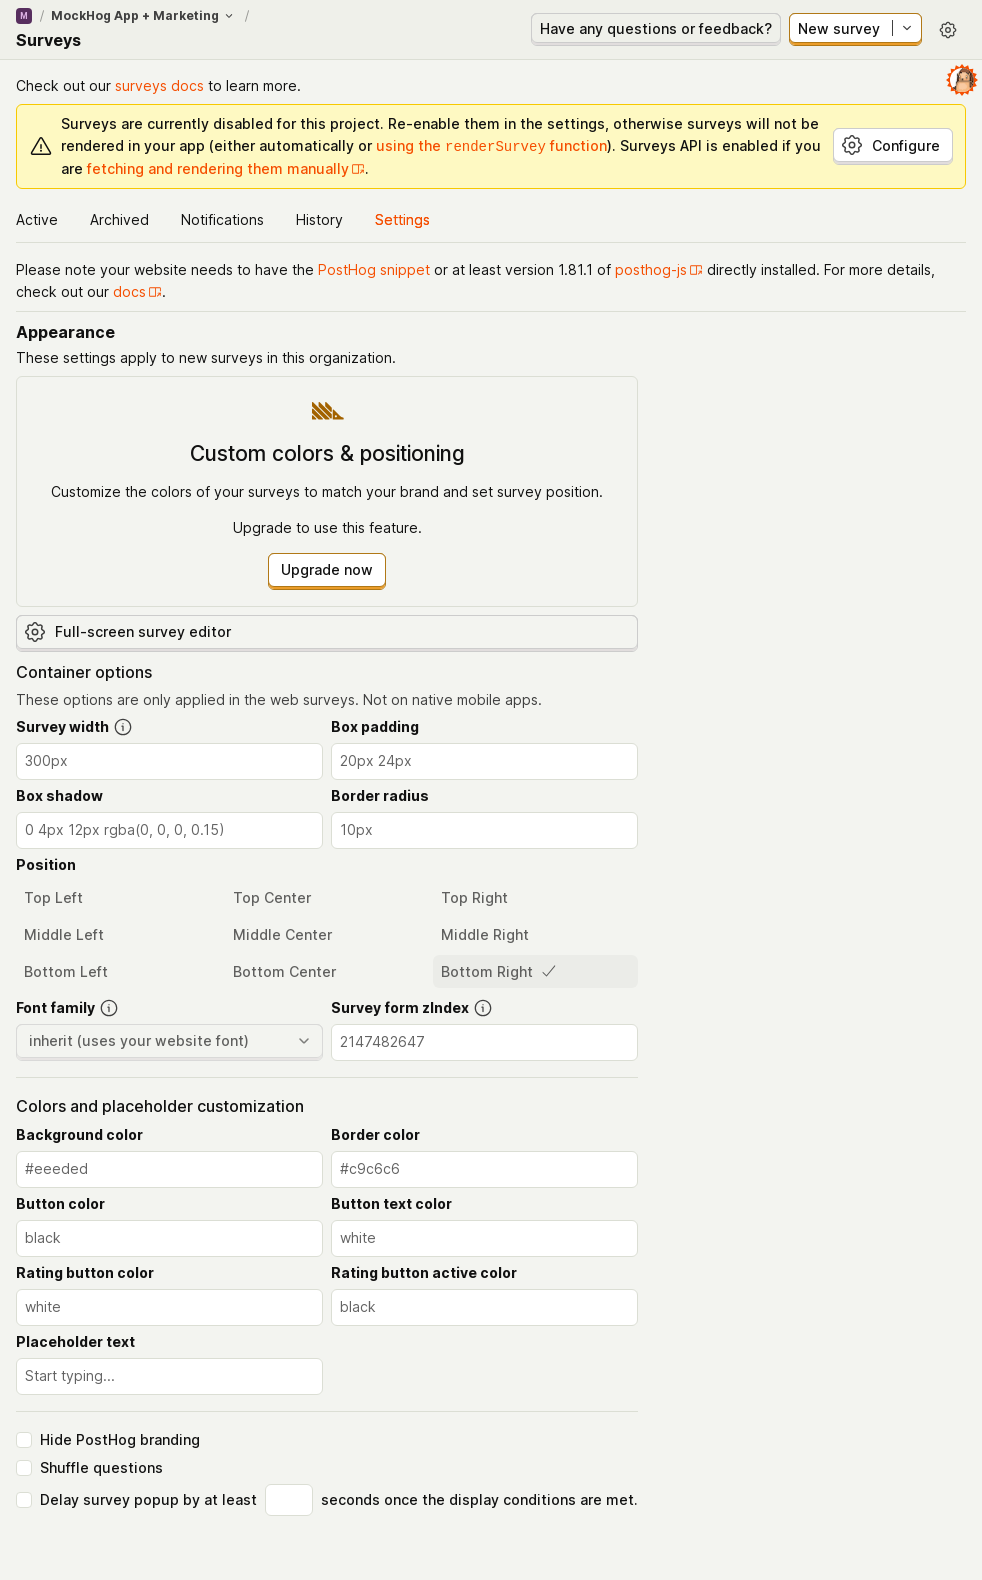 M / MockHog App + Marketing /
Surveys
Have any questions or feedback?
New survey
Check out our surveys docs to learn more.
Surveys are currently disabled for this project. Re-enable them in the settings, otherwise surveys will not be
rendered in your app (either automatically or using the renderSurvey function). Surveys API is enabled if you
are fetching and rendering them manually.
Configure
Active Archived Notifications History Settings
Please note your website needs to have the PostHog snippet or at least version 1.81.1 of posthog-js directly installed. For more details,
check out our docs.
Appearance
These settings apply to new surveys in this organization.
Custom colors & positioning
Customize the colors of your surveys to match your brand and set survey position.
Upgrade to use this feature.
Upgrade now
Full-screen survey editor
Container options
These options are only applied in the web surveys. Not on native mobile apps.
Survey width Box padding
300px 20px 24px
Box shadow Border radius
0 4px 12px rgba(0, 0, 0, 0.15) 10px
Position
Top Left Top Center Top Right
Middle Left Middle Center Middle Right
Bottom Left Bottom Center Bottom Right
Font family Survey form zIndex
inherit (uses your website font) 2147482647
Colors and placeholder customization
Background color Border color
#eeeded #c9c6c6
Button color Button text color
black white
Rating button color Rating button active color
white black
Placeholder text
Start typing...
Hide PostHog branding
Shuffle questions
Delay survey popup by at least seconds once the display conditions are met.